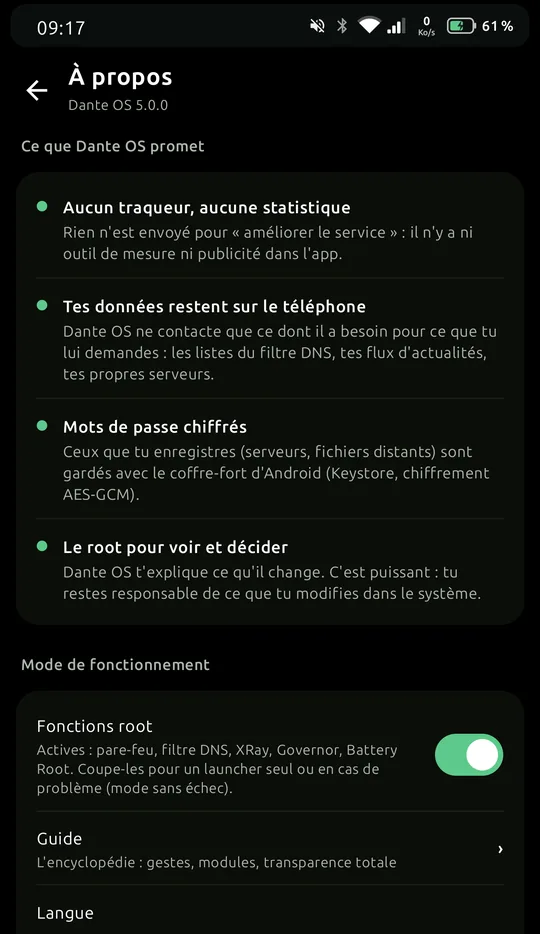 09:17
0
Ko/s
61 %
À propos
Dante OS 5.0.0
Ce que Dante OS promet
Aucun traqueur, aucune statistique
Rien n'est envoyé pour « améliorer le service » : il n'y a ni
outil de mesure ni publicité dans l'app.
Tes données restent sur le téléphone
Dante OS ne contacte que ce dont il a besoin pour ce que tu
lui demandes : les listes du filtre DNS, tes flux d'actualités,
tes propres serveurs.
Mots de passe chiffrés
Ceux que tu enregistres (serveurs, fichiers distants) sont
gardés avec le coffre-fort d'Android (Keystore, chiffrement
AES-GCM).
Le root pour voir et décider
Dante OS t'explique ce qu'il change. C'est puissant : tu
restes responsable de ce que tu modifies dans le système.
Mode de fonctionnement
Fonctions root
Actives : pare-feu, filtre DNS, XRay, Governor, Battery
Root. Coupe-les pour un launcher seul ou en cas de
problème (mode sans échec).
Guide
L'encyclopédie : gestes, modules, transparence totale
Langue